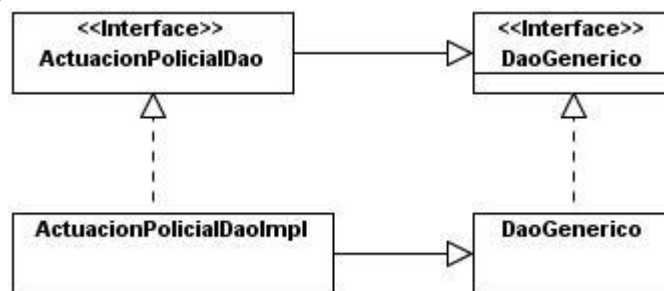 <<Interface>>
ActuacionPolicialDao
<<Interface>>
DaoGenerico
ActuacionPolicialDaoImpl
DaoGenerico